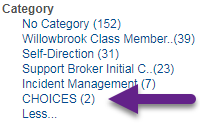 Category
No Category (152)
Willowbrook Class Member..(39)
Self-Direction (31)
Support Broker Initial C..(23)
Incident Management (7)
CHOICES (2)
Less...